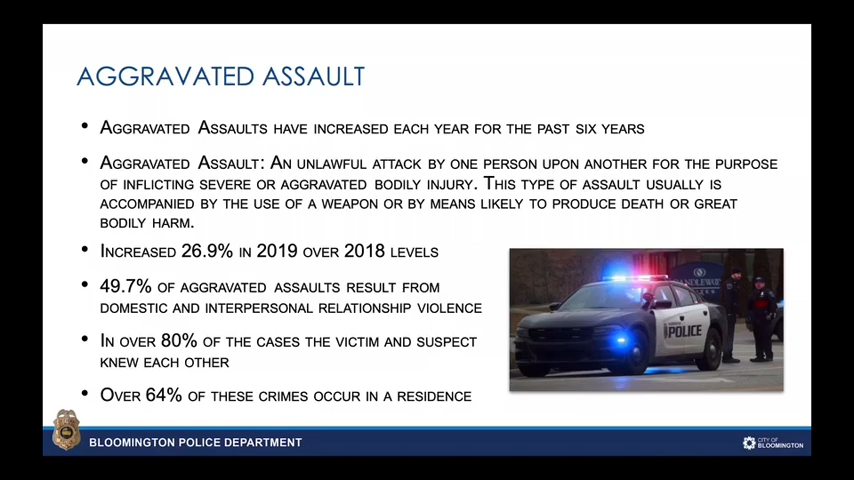 AGGRAVATED ASSAULT
• AGGRAVATED ASSAULTS HAVE INCREASED EACH YEAR FOR THE PAST SIX YEARS
• AGGRAVATED ASSAULT: AN UNLAWFUL ATTACK BY ONE PERSON UPON ANOTHER FOR THE PURPOSE
OF INFLICTING SEVERE OR AGGRAVATED BODILY INJURY. THIS TYPE OF ASSAULT USUALLY IS
ACCOMPANIED BY THE USE OF A WEAPON OR BY MEANS LIKELY TO PRODUCE DEATH OR GREAT
BODILY HARM.
• INCREASED 26.9% IN 2019 OVER 2018 LEVELS
• 49.7% OF AGGRAVATED ASSAULTS RESULT FROM
DOMESTIC AND INTERPERSONAL RELATIONSHIP VIOLENCE
• IN OVER 80% OF THE CASES THE VICTIM AND SUSPECT
KNEW EACH OTHER
• OVER 64% OF THESE CRIMES OCCUR IN A RESIDENCE
POLICE
BLOOMINGTON POLICE DEPARTMENT
CITY OF
BLOOMINGTON